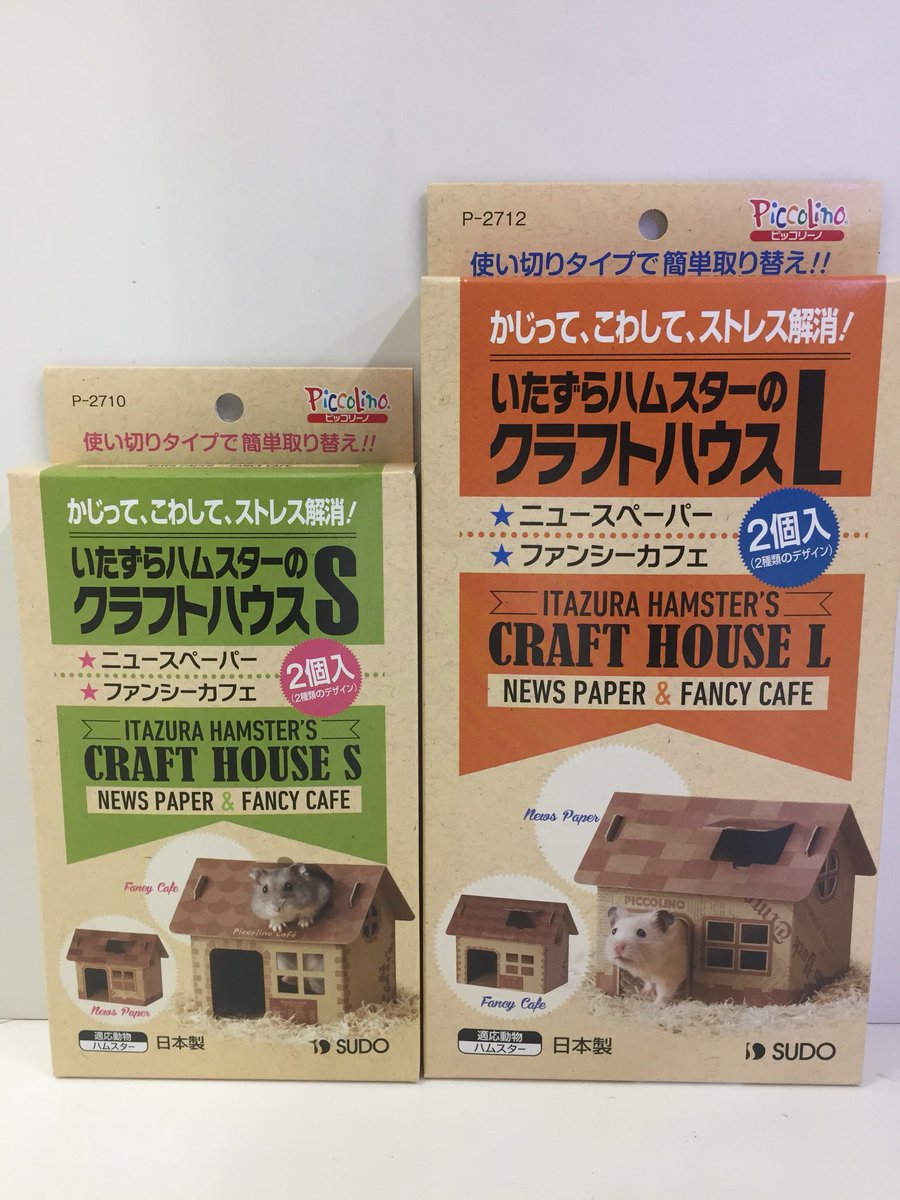 P-2710
Piccolino
ピッコリーノ
使い切りタイプで簡単取り替え!!
かじって、こわして、ストレス解消!
いたずらハムスターの
クラフトハウスS
★ニュースペーパー
★ファンシーカフェ
2個入
(2種類のデザイン)
ITAZURA HAMSTER'S
CRAFT HOUSE S
NEWS PAPER & FANCY CAFE
Fancy Cafe
Piccolino Café
News Paper
適応動物
ハムスター
日本製
SUDO
P-2712
Piccolino
ピッコリーノ
使い切りタイプで簡単取り替え!!
かじって、こわして、ストレス解消!
いたずらハムスターの
クラフトハウスL
★ニュースペーパー
★ファンシーカフェ
2個入
(2種類のデザイン)
ITAZURA HAMSTER'S
CRAFT HOUSE L
NEWS PAPER & FANCY CAFE
News Paper
PICCOLINO
Fancy Cafe
適応動物
ハムスター
日本製
SUDO